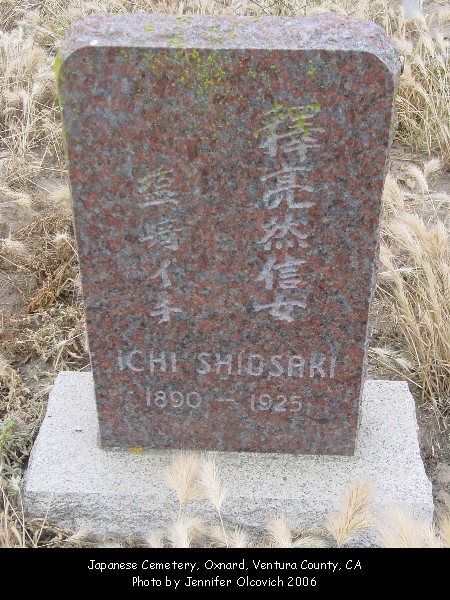 釋亮然信女
塩崎イチ
ICHI SHIOSAKI
1890 — 1925
Japanese Cemetery, Oxnard, Ventura County, CA
Photo by Jennifer Olcovich 2006